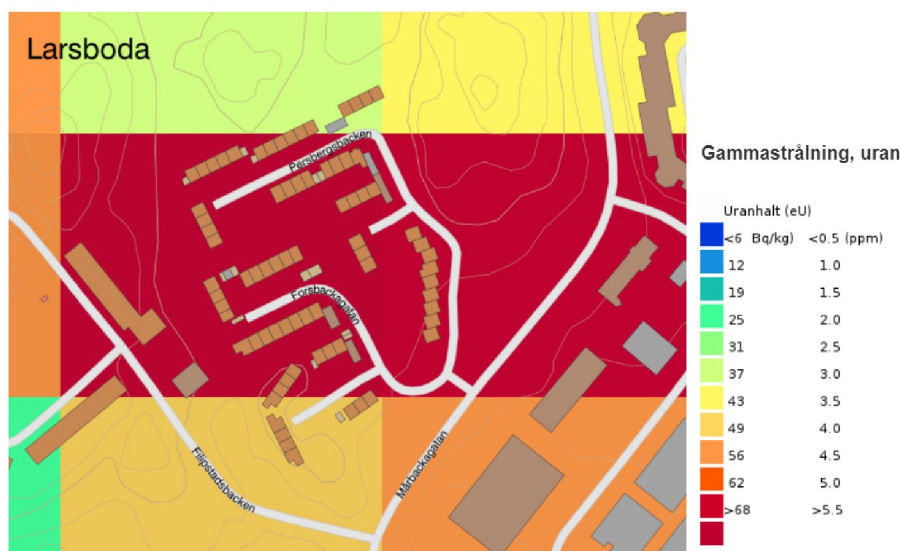 Larsboda
Persbergsbacken
Forsbackagatan
Filipstadsbacken
Mårbackagatan
Gammastrålning, uran
Uranhalt (eU)
<6 Bq/kg) <0.5 (ppm)
12 1.0
19 1.5
25 2.0
31 2.5
37 3.0
43 3.5
49 4.0
56 4.5
62 5.0
>68 >5.5